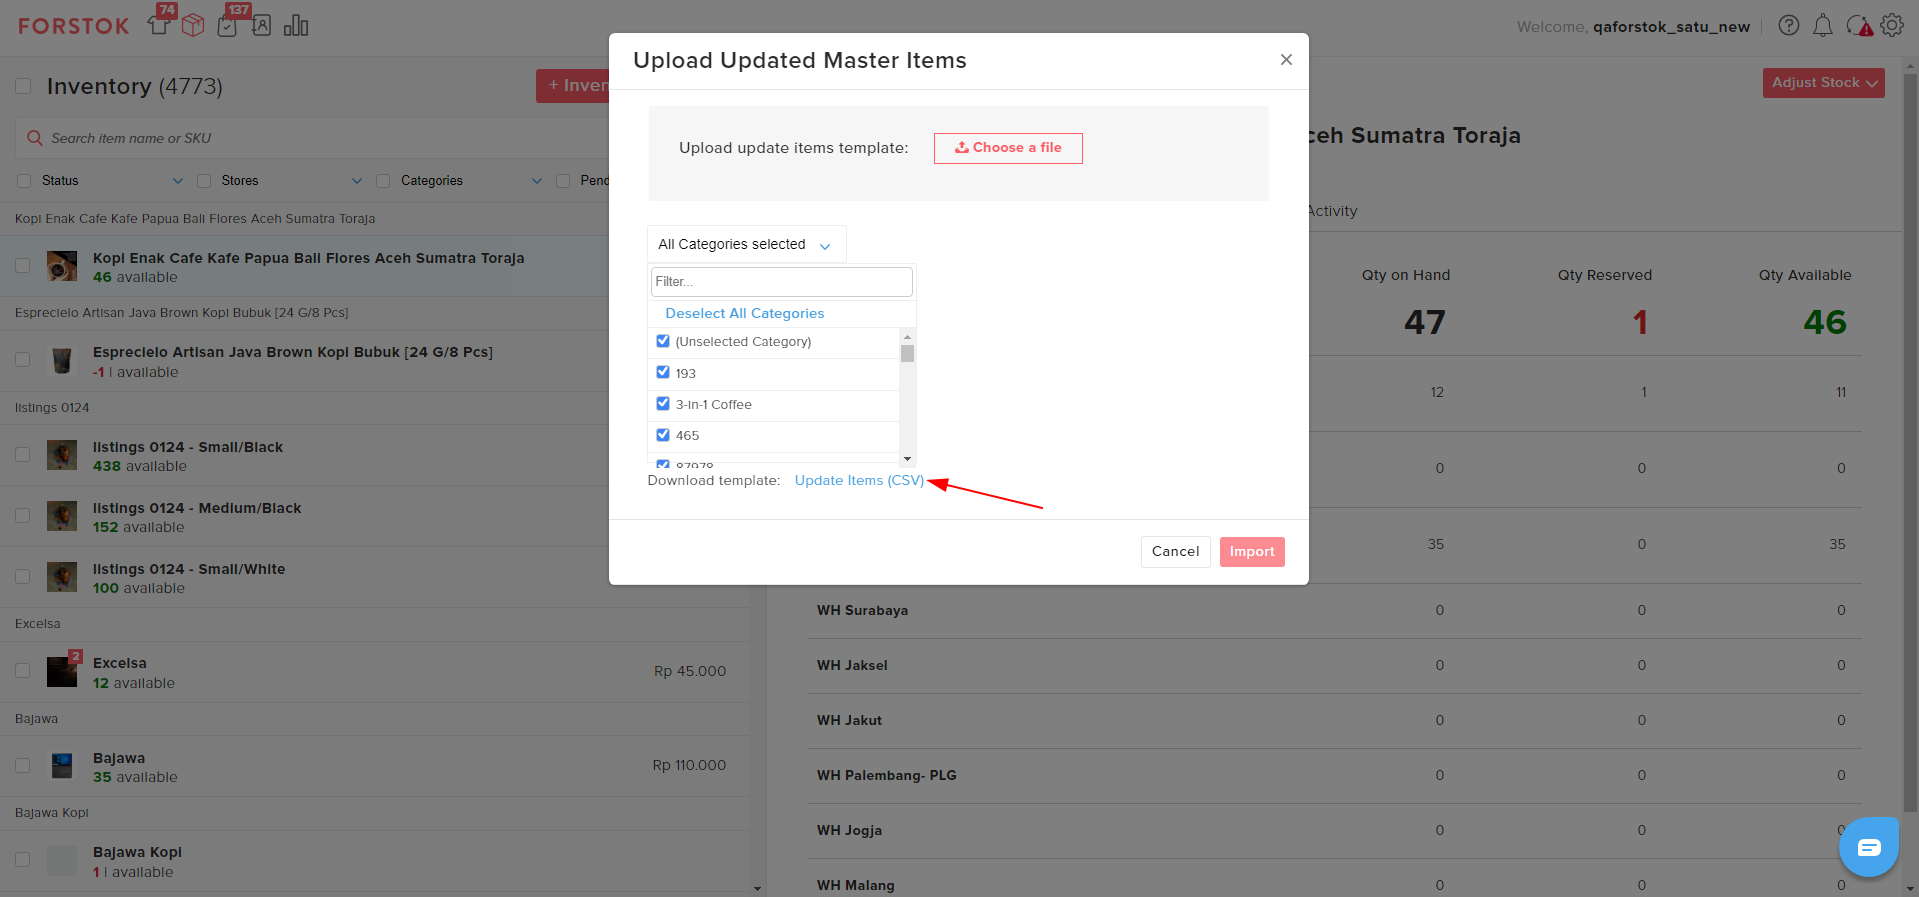 FORSTOK
74
137
Welcome, qaforstok_satu_new
Inventory (4773)
+ Inven
Search item name or SKU
Status
Stores
Categories
Pend
Kopi Enak Cafe Kafe Papua Bali Flores Aceh Sumatra Toraja
Kopi Enak Cafe Kafe Papua Bali Flores Aceh Sumatra Toraja
46 available
Esprecielo Artisan Java Brown Kopi Bubuk [24 G/8 Pcs]
Esprecielo Artisan Java Brown Kopi Bubuk [24 G/8 Pcs]
-1 | available
listings 0124
listings 0124 - Small/Black
438 available
listings 0124 - Medium/Black
152 available
listings 0124 - Small/White
100 available
Excelsa
2
Excelsa
12 available
Rp 45.000
Bajawa
Bajawa
35 available
Rp 110.000
Bajawa Kopi
Bajawa Kopi
1 | available
Upload Updated Master Items
×
Upload update items template:
Choose a file
All Categories selected
Filter...
Deselect All Categories
(Unselected Category)
193
3-in-1 Coffee
465
87978
Download template: Update Items (CSV)
Cancel
Import
Adjust Stock
ceh Sumatra Toraja
Activity
Qty on Hand Qty Reserved Qty Available
47 1 46
12 1 11
0 0 0
35 0 35
WH Surabaya 0 0 0
WH Jaksel 0 0 0
WH Jakut 0 0 0
WH Palembang- PLG 0 0 0
WH Jogja 0 0 0
WH Malang 0 0 0